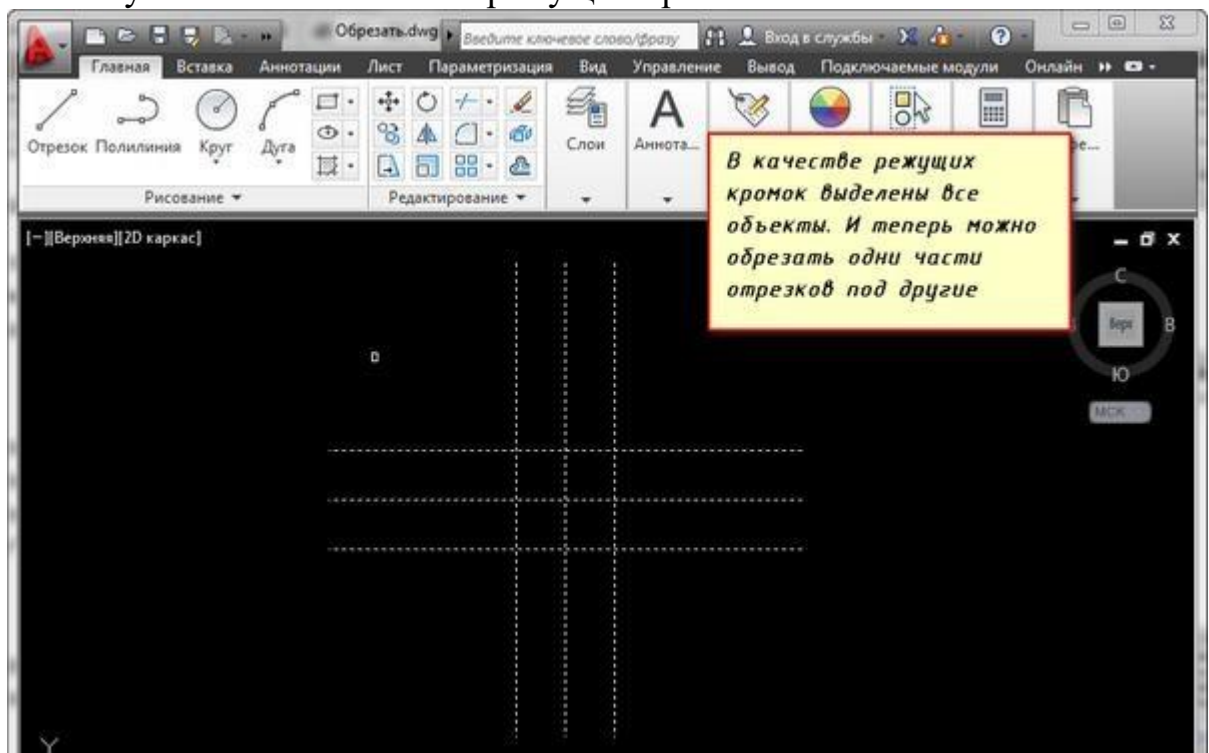 Обрезать.dwg Введите ключевое слово/фразу Вход в службы
Главная Вставка Аннотации Лист Параметризация Вид Управление Вывод Подключаемые модули Онлайн
Отрезок Полилиния Круг Дуга Слои Аннота...
Рисование Редактирование
В качестве режущих
кромок выделены все
объекты. И теперь можно
обрезать одни части
отрезков под другие
[−][Верхняя][2D каркас]
С
Верх В
Ю
МСК
Y